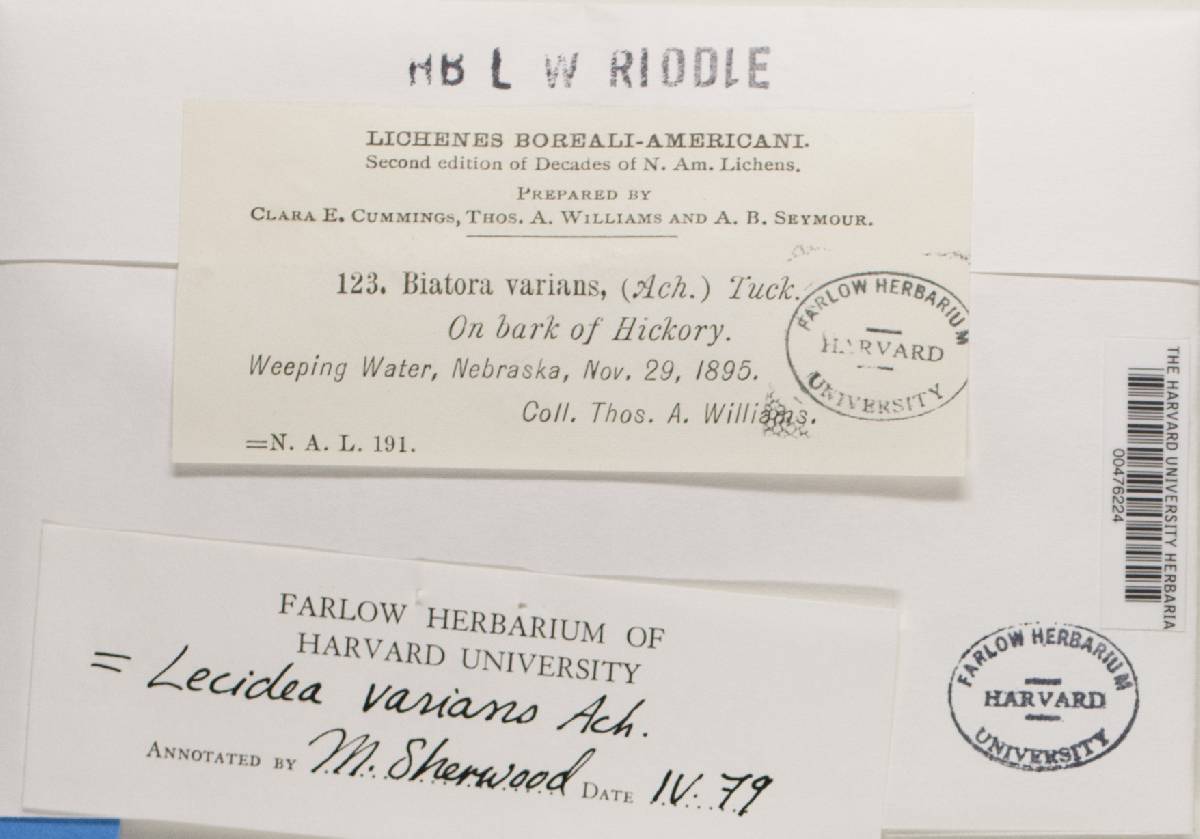 HB L W RIDDLE
LICHENES BOREALI-AMERICANI.
Second edition of Decades of N. Am. Lichens.
PREPARED BY
CLARA E. CUMMINGS, THOS. A. WILLIAMS AND A. B. SEYMOUR.
123. Biatora varians, (Ach.) Tuck.
On bark of Hickory.
Weeping Water, Nebraska, Nov. 29, 1895.
Coll. Thos. A. Williams.
=N. A. L. 191.
FARLOW HERBARIUM
HARVARD
UNIVERSITY
THE HARVARD UNIVERSITY HERBARIA
00476224
FARLOW HERBARIUM OF
HARVARD UNIVERSITY
= Lecidea varians Ach.
ANNOTATED BY M. Sherwood DATE IV. 79
FARLOW HERBARIUM
HARVARD
UNIVERSITY